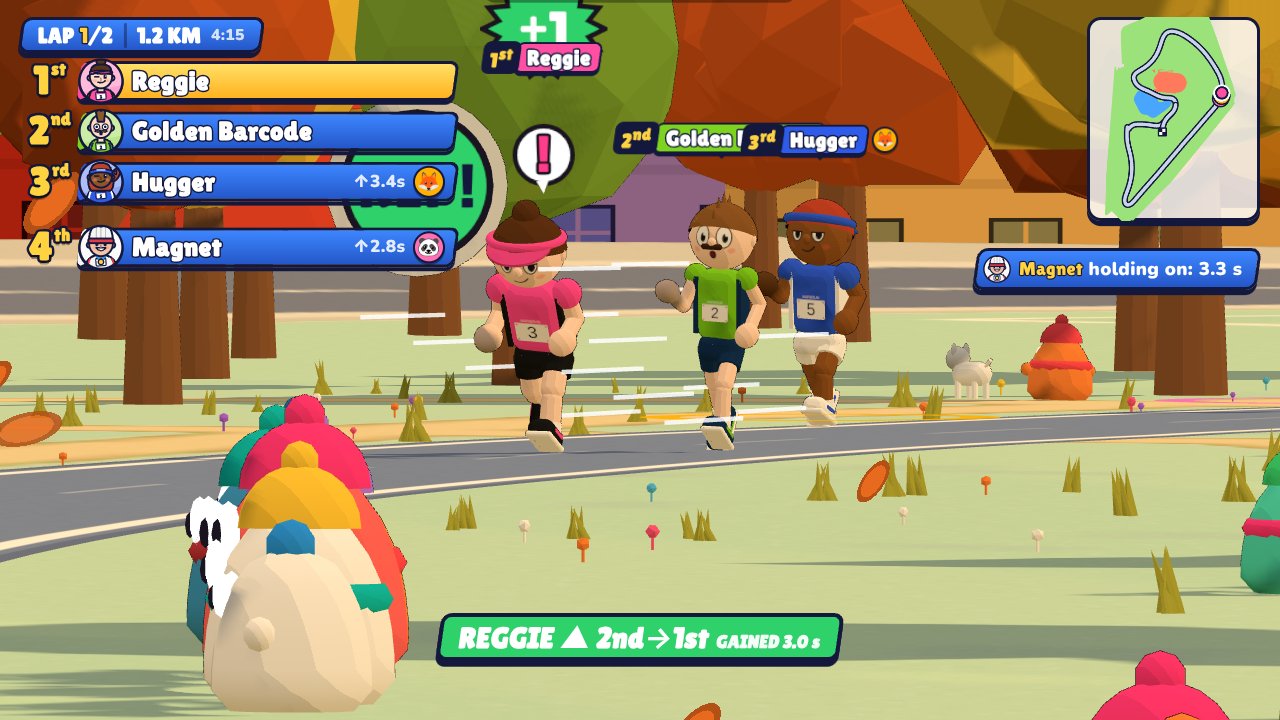 LAP 1/2 1.2 KM 4:15
1st Reggie
2nd Golden Barcode
3rd Hugger ↑3.4s
4th Magnet ↑2.8s
+1
1st Reggie
!
2nd Golden
3rd Hugger
!
Magnet holding on: 3.3 s
3
2
5
REGGIE ▲ 2nd→1st GAINED 3.0 s